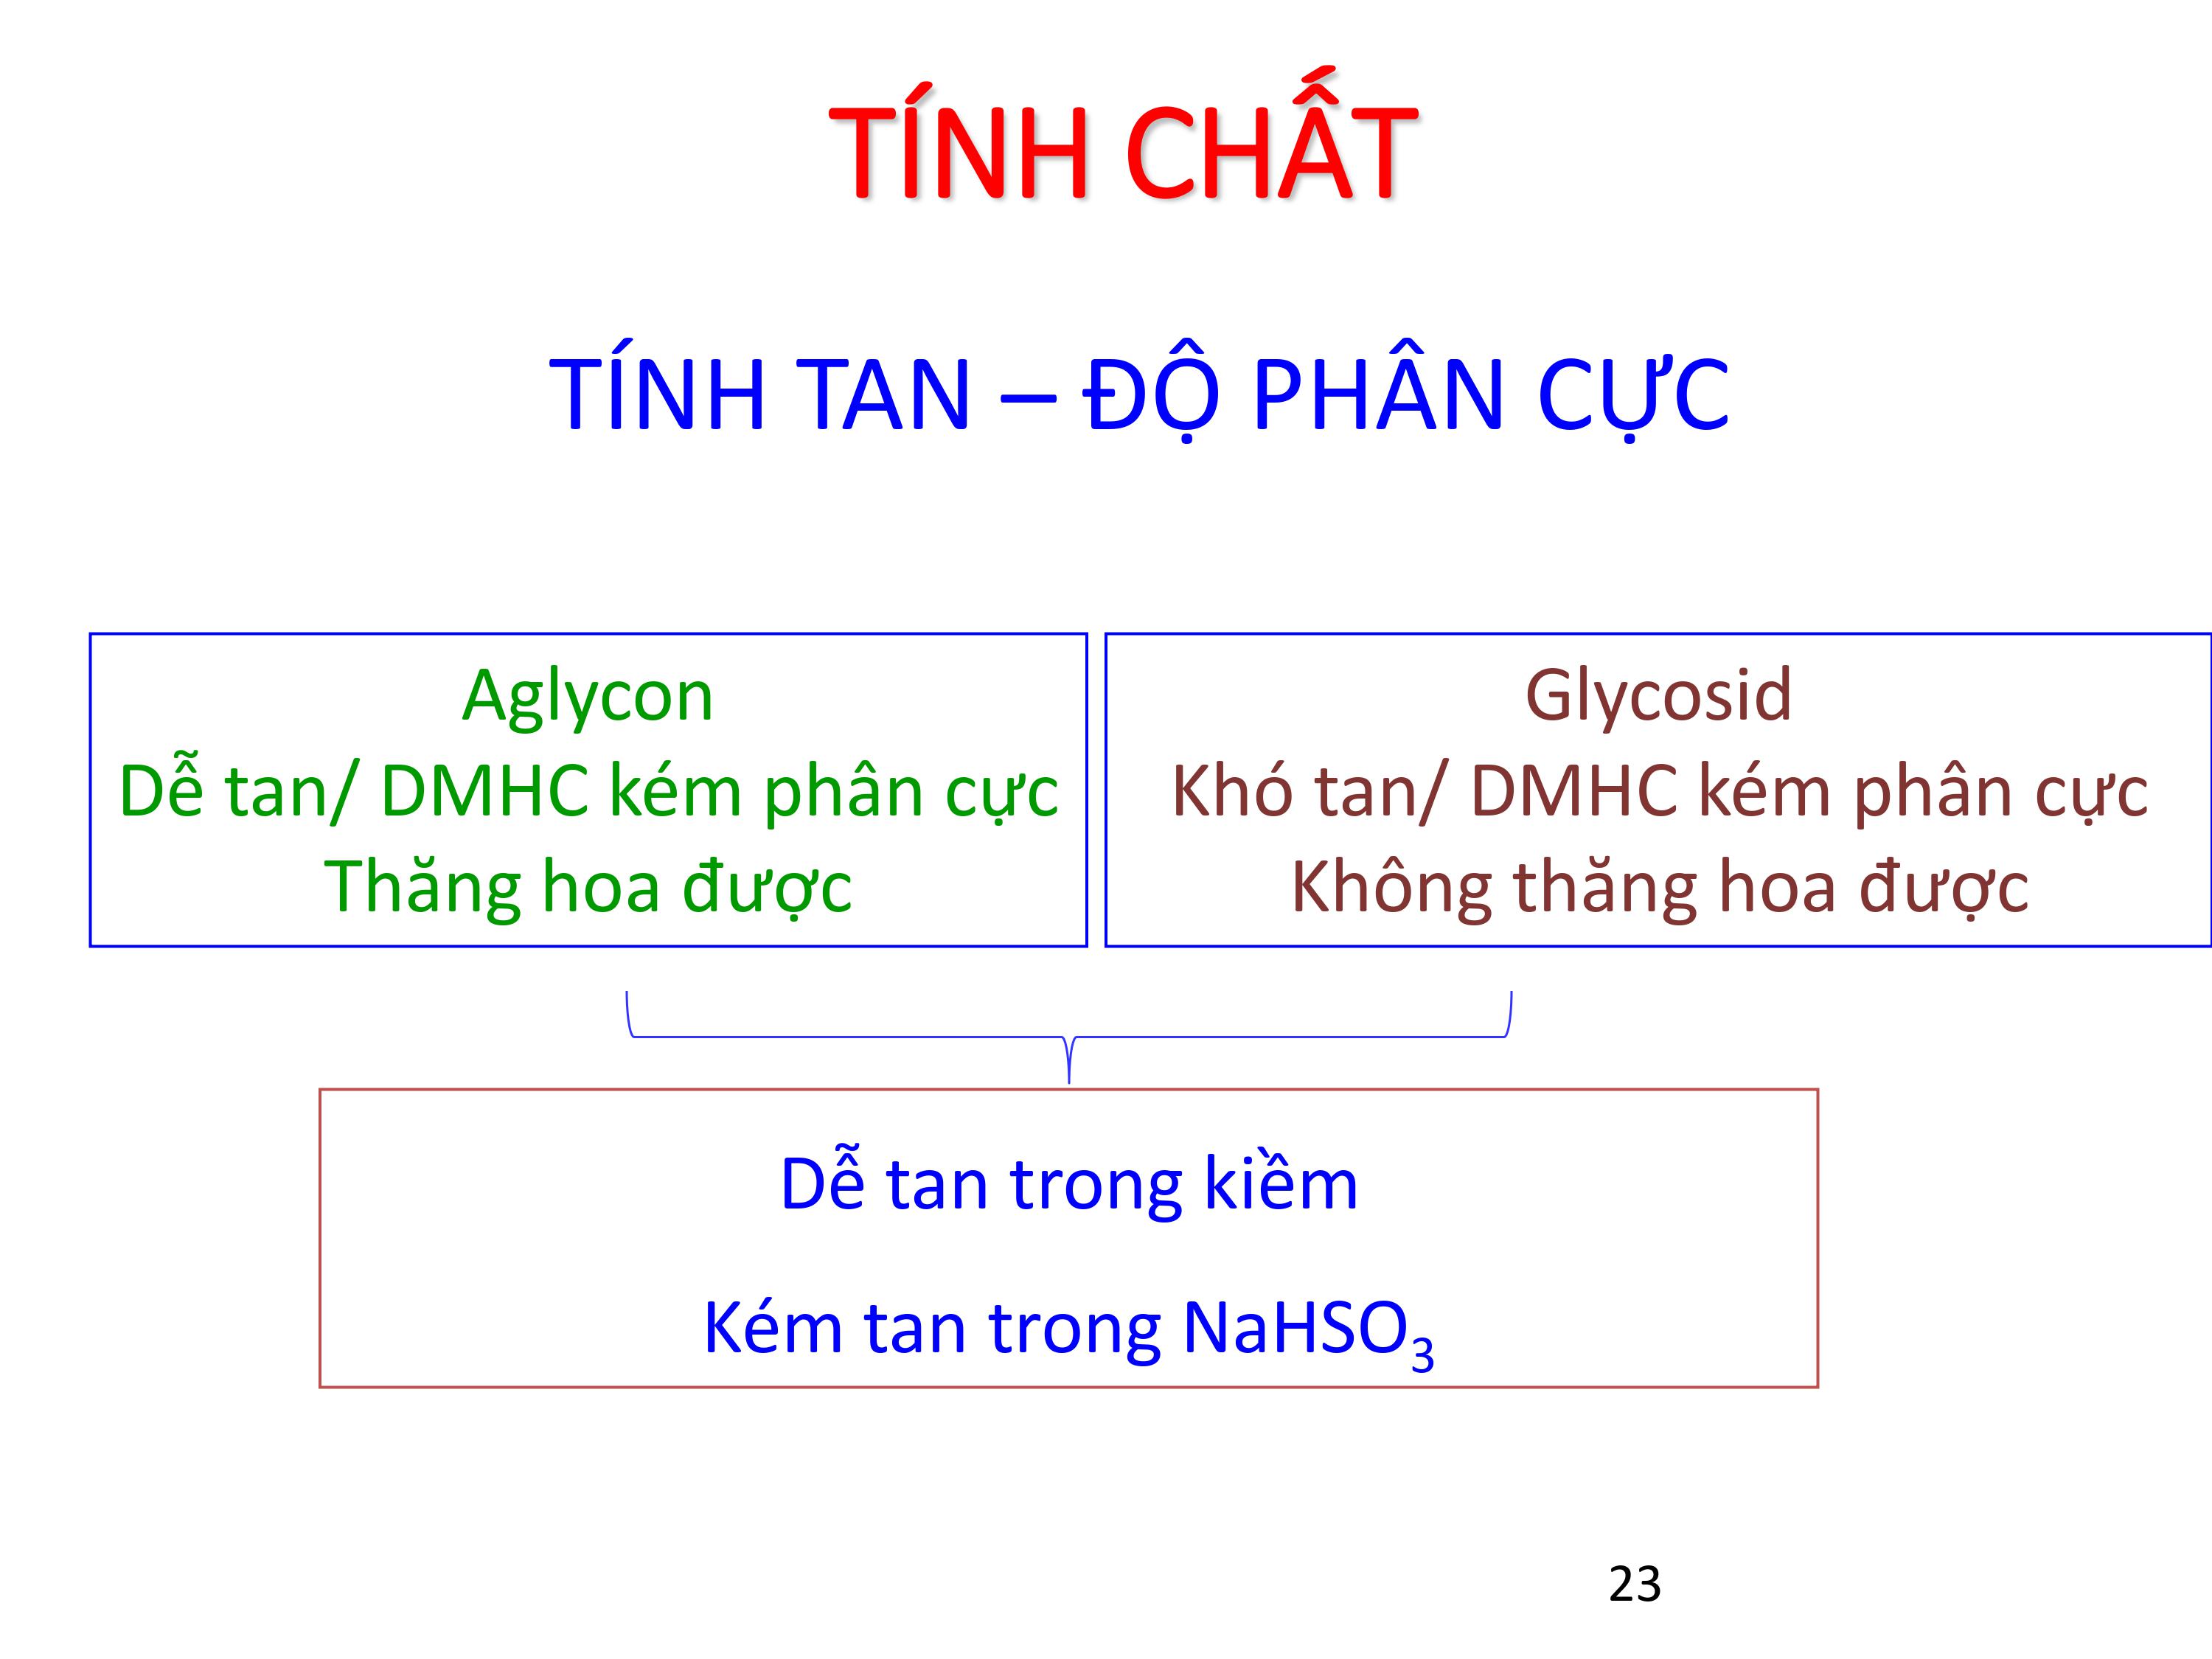 TÍNH CHẤT
TÍNH TAN – ĐỘ PHÂN CỰC
Aglycon
Dễ tan/ DMHC kém phân cực
Thăng hoa được
Glycosid
Khó tan/ DMHC kém phân cực
Không thăng hoa được
Dễ tan trong kiềm
Kém tan trong NaHSO₃
23